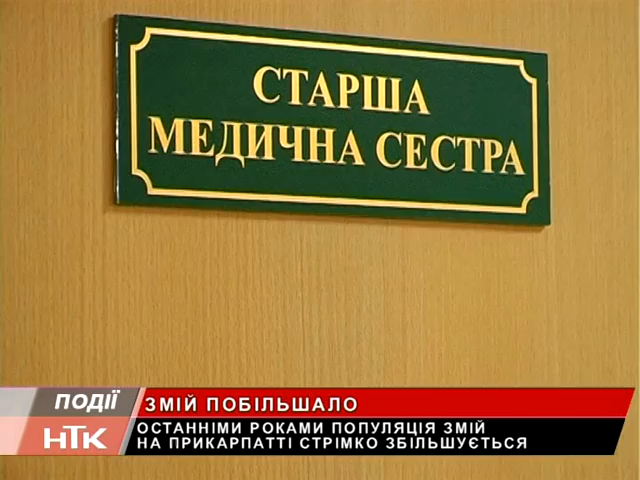 СТАРША
МЕДИЧНА СЕСТРА
ПОДІЇ
ЗМІЙ ПОБІЛЬШАЛО
НТК
ОСТАННІМИ РОКАМИ ПОПУЛЯЦІЯ ЗМІЙ
НА ПРИКАРПАТТІ СТРІМКО ЗБІЛЬШУЄТЬСЯ